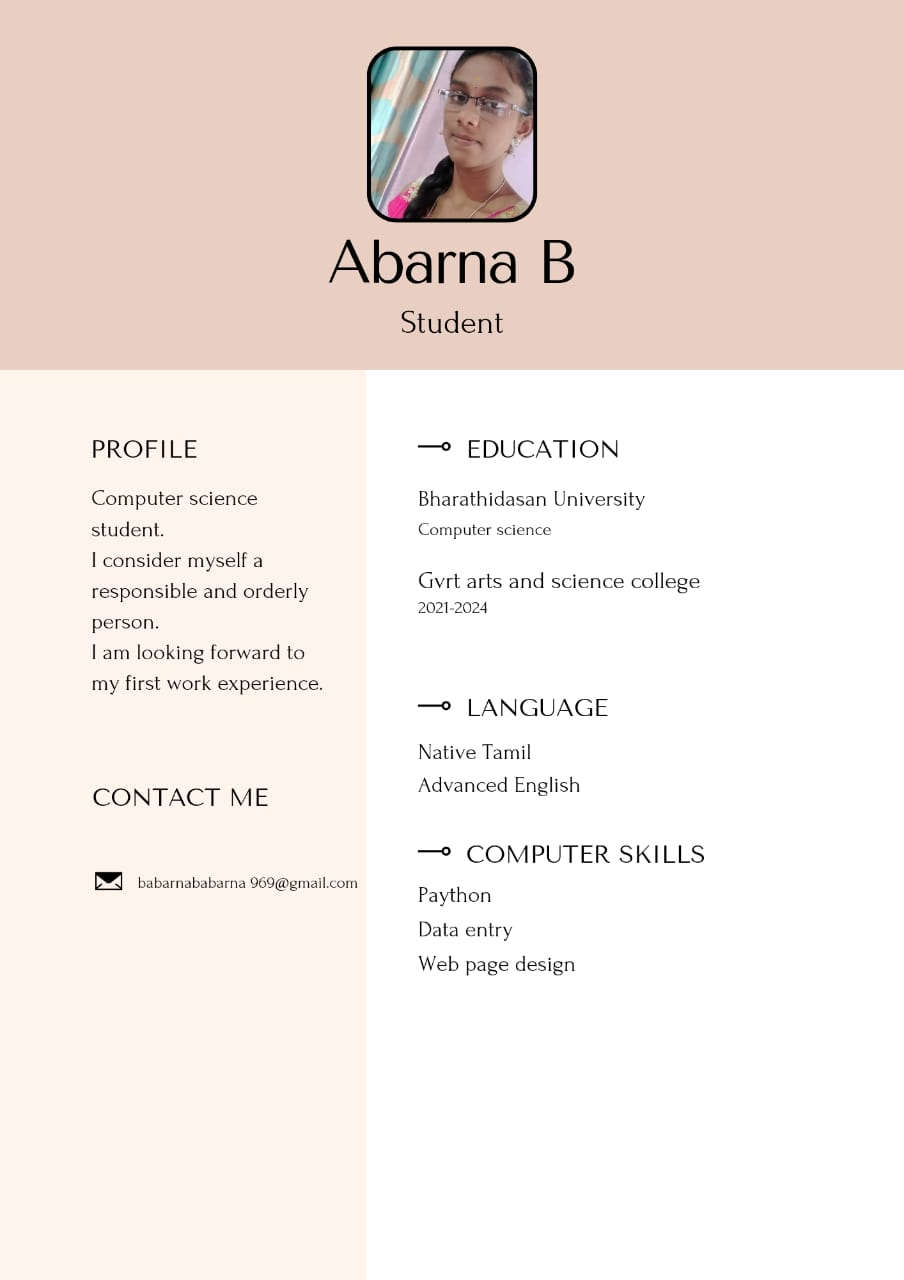 Abarna B
Student
PROFILE
Computer science
student.
I consider myself a
responsible and orderly
person.
I am looking forward to
my first work experience.
CONTACT ME
babarnababarna 969@gmail.com
EDUCATION
Bharathidasan University
Computer science
Gvrt arts and science college
2021-2024
LANGUAGE
Native Tamil
Advanced English
COMPUTER SKILLS
Paython
Data entry
Web page design